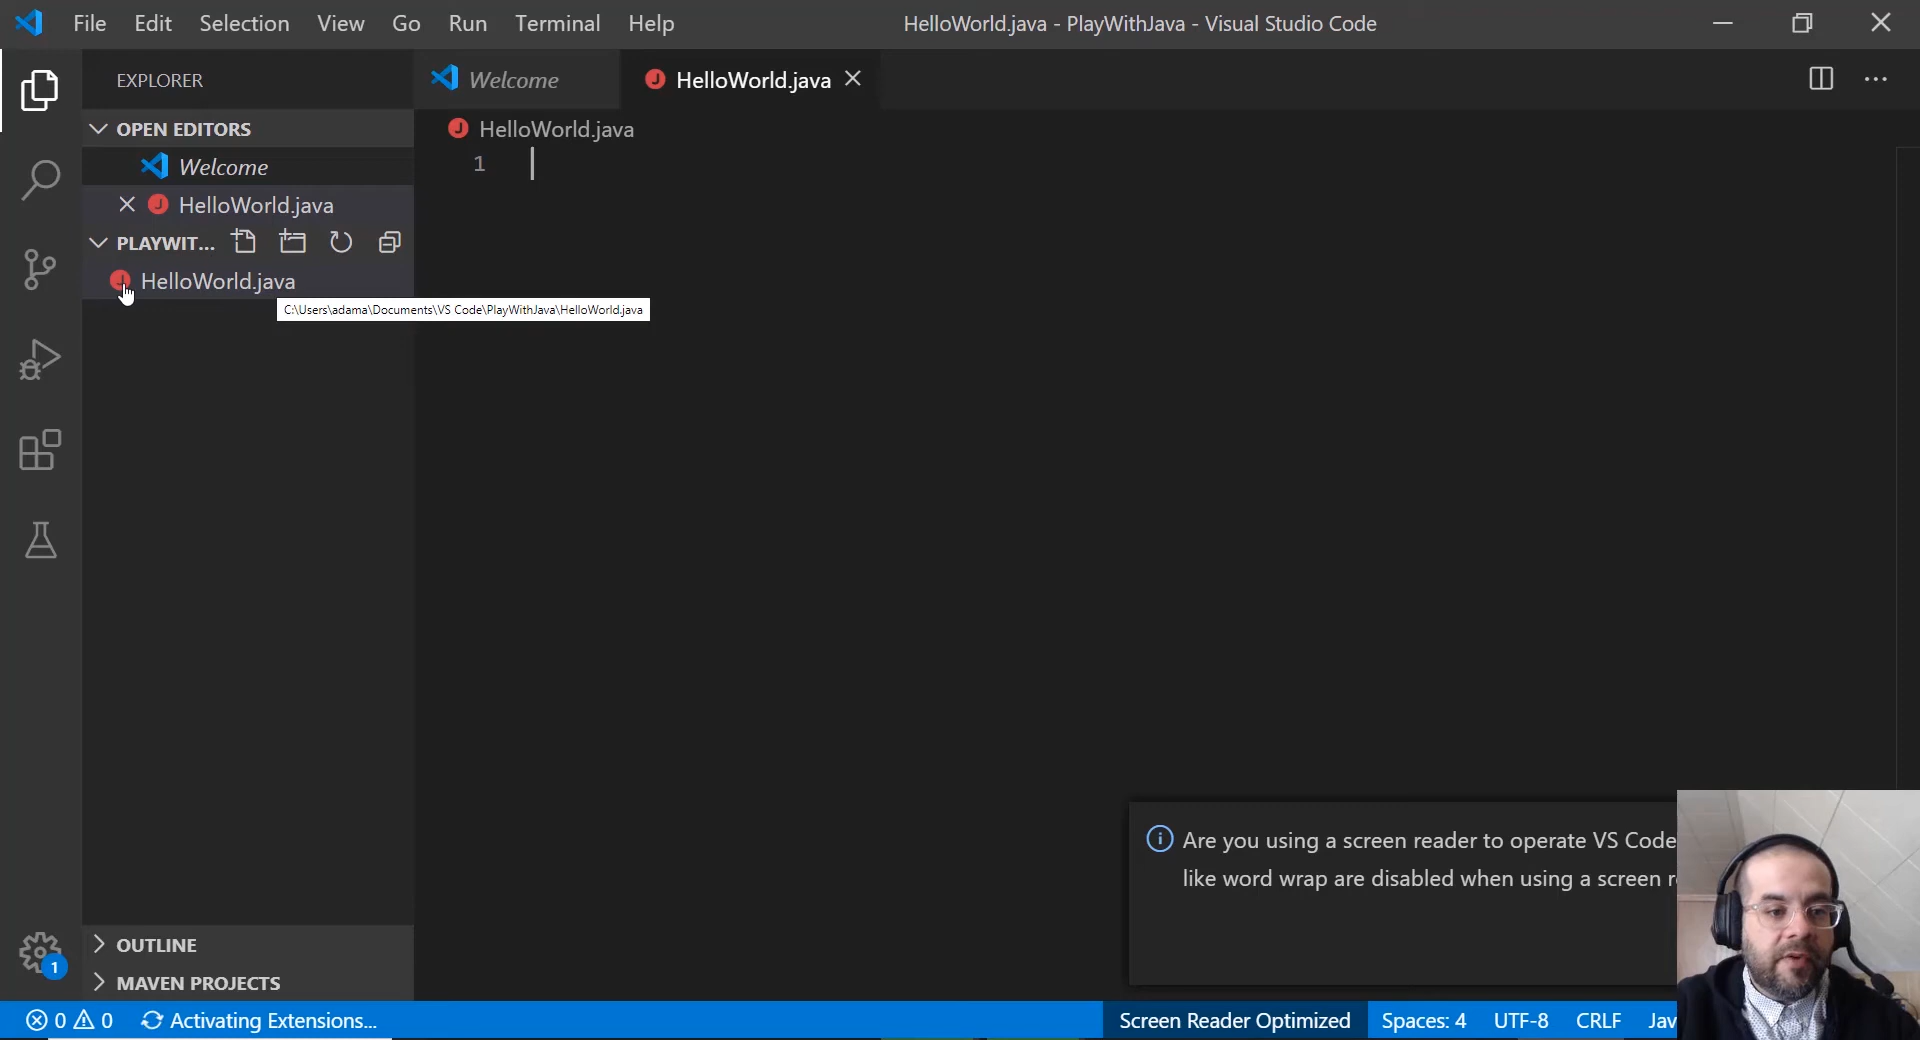 File Edit Selection View Go Run Terminal Help HelloWorld.java - PlayWithJava - Visual Studio Code
EXPLORER
Welcome
HelloWorld.java
OPEN EDITORS
Welcome
HelloWorld.java
PLAYWIT...
HelloWorld.java
HelloWorld.java
1
C:\Users\adama\Documents\VS Code\PlayWithJava\HelloWorld.java
Are you using a screen reader to operate VS Code
like word wrap are disabled when using a screen r
1
OUTLINE
MAVEN PROJECTS
0 0 Activating Extensions... Screen Reader Optimized Spaces: 4 UTF-8 CRLF Jav